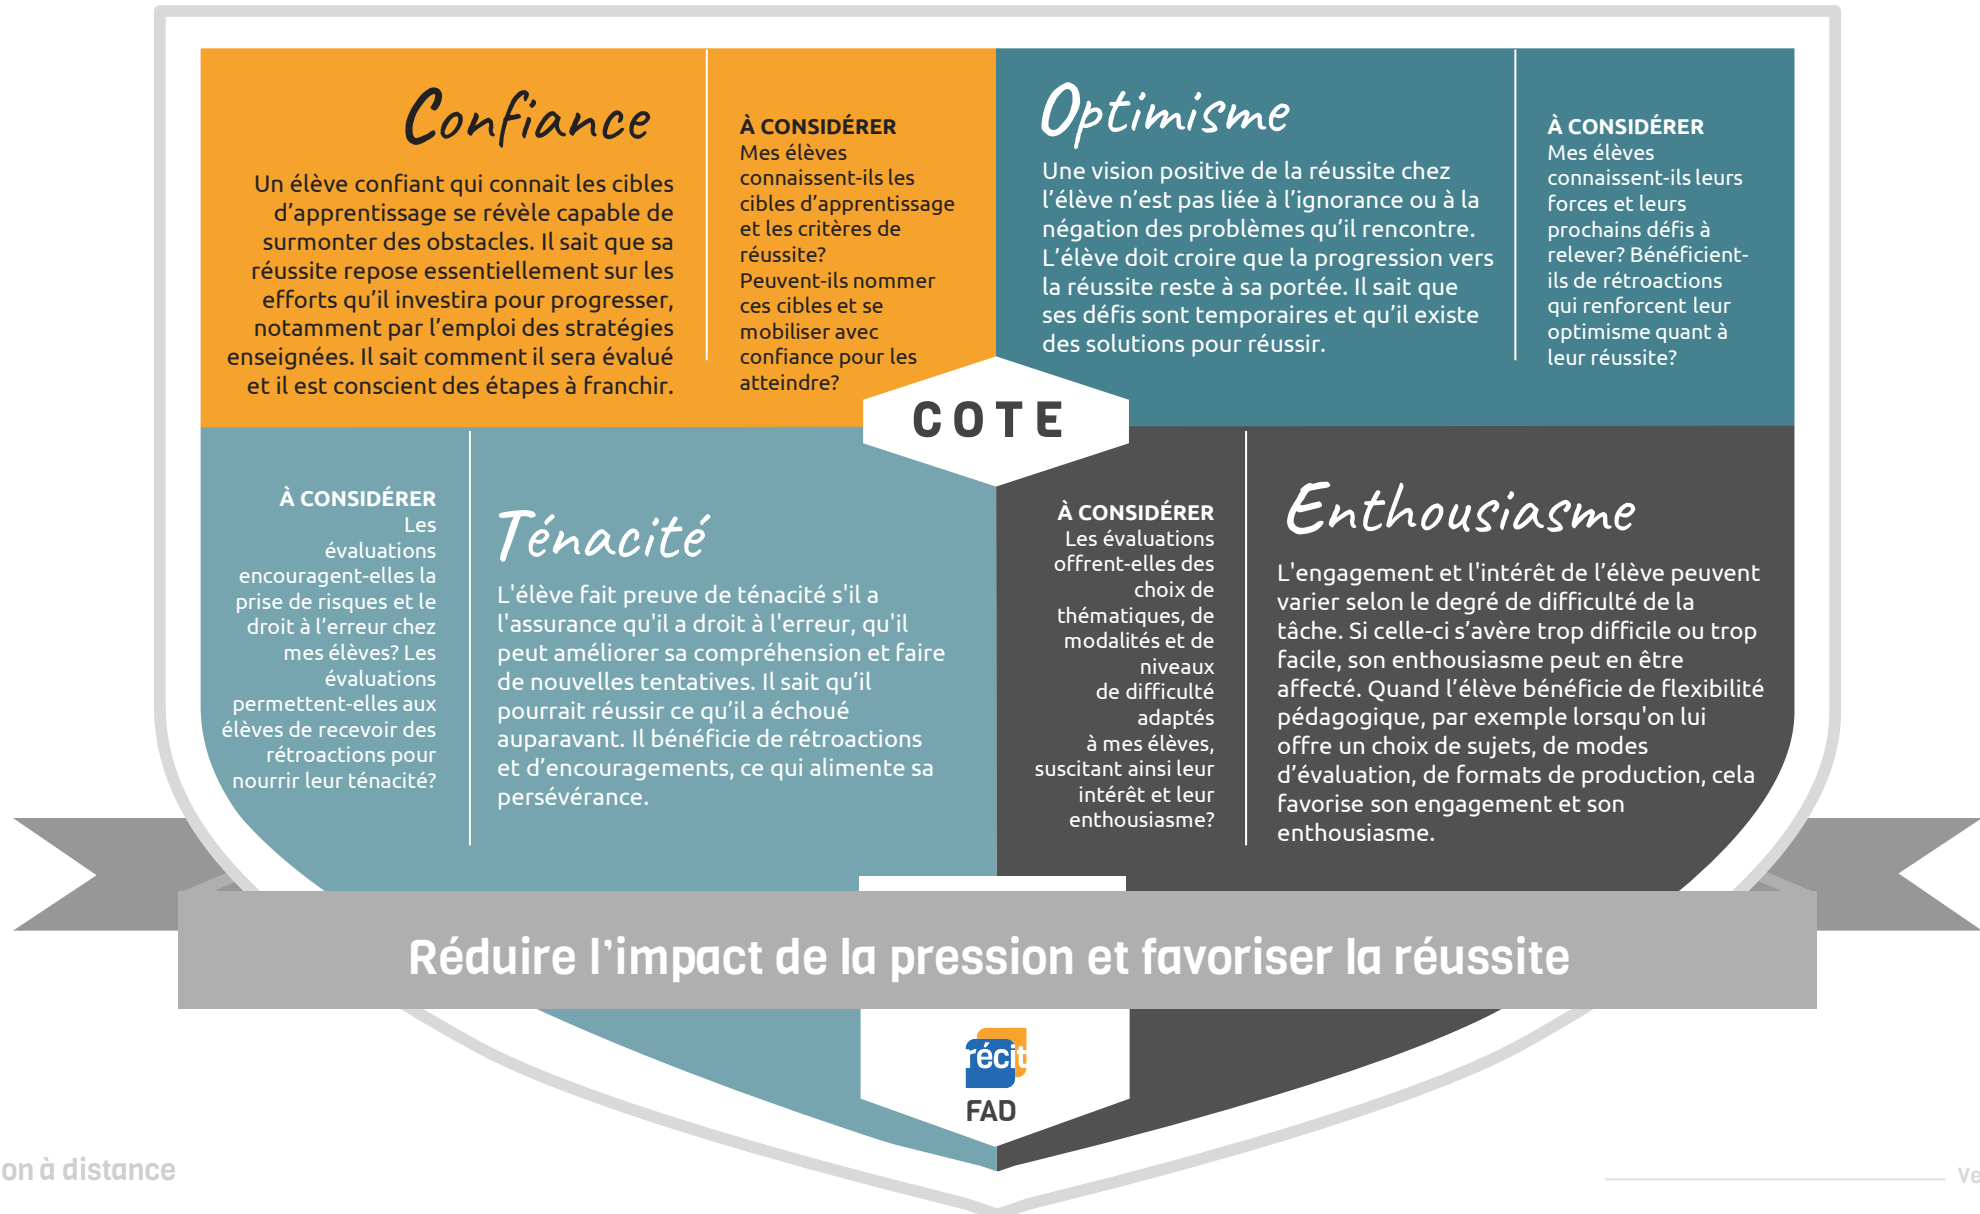 Confiance
Un élève confiant qui connait les cibles
d’apprentissage se révèle capable de
surmonter des obstacles. Il sait que sa
réussite repose essentiellement sur les
efforts qu’il investira pour progresser,
notamment par l’emploi des stratégies
enseignées. Il sait comment il sera évalué
et il est conscient des étapes à franchir.
À CONSIDÉRER
Mes élèves
connaissent-ils les
cibles d’apprentissage
et les critères de
réussite?
Peuvent-ils nommer
ces cibles et se
mobiliser avec
confiance pour les
atteindre?
Optimisme
Une vision positive de la réussite chez
l’élève n’est pas liée à l’ignorance ou à la
négation des problèmes qu’il rencontre.
L’élève doit croire que la progression vers
la réussite reste à sa portée. Il sait que
ses défis sont temporaires et qu’il existe
des solutions pour réussir.
À CONSIDÉRER
Mes élèves
connaissent-ils leurs
forces et leurs
prochains défis à
relever? Bénéficient-
ils de rétroactions
qui renforcent leur
optimisme quant à
leur réussite?
COTE
À CONSIDÉRER
Les
évaluations
encouragent-elles la
prise de risques et le
droit à l’erreur chez
mes élèves? Les
évaluations
permettent-elles aux
élèves de recevoir des
rétroactions pour
nourrir leur ténacité?
Ténacité
L'élève fait preuve de ténacité s'il a
l'assurance qu'il a droit à l'erreur, qu'il
peut améliorer sa compréhension et faire
de nouvelles tentatives. Il sait qu’il
pourrait réussir ce qu’il a échoué
auparavant. Il bénéficie de rétroactions
et d’encouragements, ce qui alimente sa
persévérance.
À CONSIDÉRER
Les évaluations
offrent-elles des
choix de
thématiques, de
modalités et de
niveaux
de difficulté
adaptés
à mes élèves,
suscitant ainsi leur
intérêt et leur
enthousiasme?
Enthousiasme
L'engagement et l'intérêt de l’élève peuvent
varier selon le degré de difficulté de la
tâche. Si celle-ci s’avère trop difficile ou trop
facile, son enthousiasme peut en être
affecté. Quand l’élève bénéficie de flexibilité
pédagogique, par exemple lorsqu'on lui
offre un choix de sujets, de modes
d’évaluation, de formats de production, cela
favorise son engagement et son
enthousiasme.
Réduire l’impact de la pression et favoriser la réussite
récit
FAD
on à distance
Ve